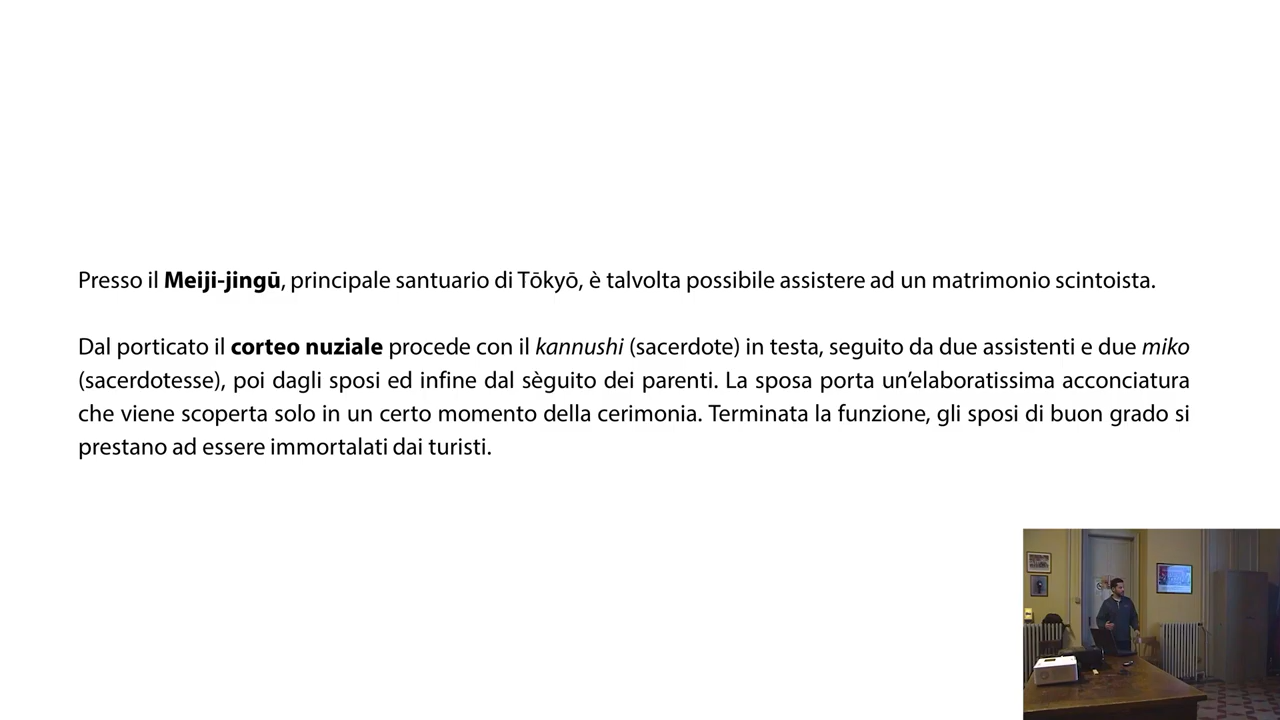 Presso il Meiji-jingū, principale santuario di Tōkyō, è talvolta possibile assistere ad un matrimonio scintoista.
Dal porticato il corteo nuziale procede con il kannushi (sacerdote) in testa, seguito da due assistenti e due miko
(sacerdotesse), poi dagli sposi ed infine dal sèguito dei parenti. La sposa porta un’elaboratissima acconciatura
che viene scoperta solo in un certo momento della cerimonia. Terminata la funzione, gli sposi di buon grado si
prestano ad essere immortalati dai turisti.